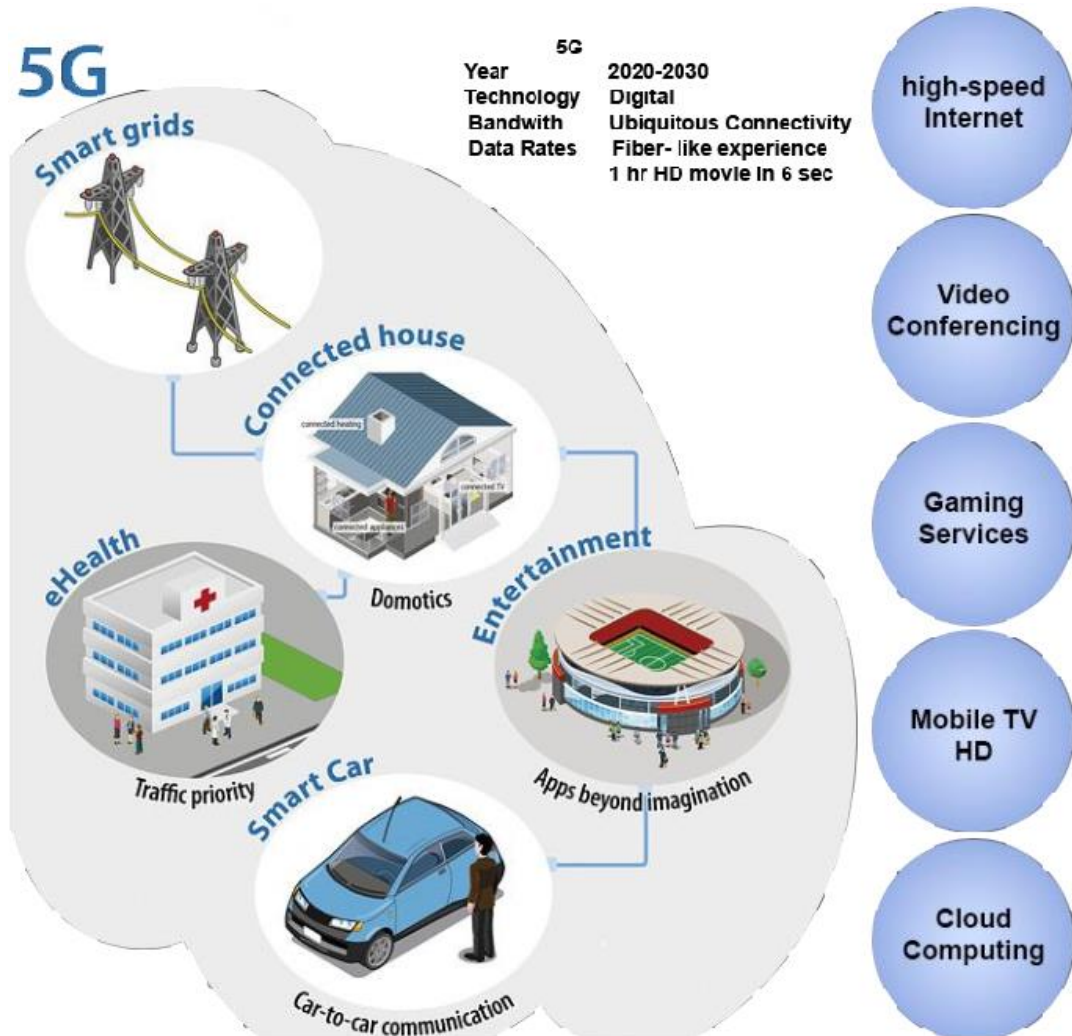 5G
5G
Year 2020-2030
Technology Digital
Bandwith Ubiquitous Connectivity
Data Rates Fiber- like experience
1 hr HD movie in 6 sec
Smart grids
Connected house
connected heating
connected TV
connected appliances
Domotics
eHealth
Traffic priority
Entertainment
Apps beyond imagination
Smart Car
Car-to-car communication
high-speed
Internet
Video
Conferencing
Gaming
Services
Mobile TV
HD
Cloud
Computing